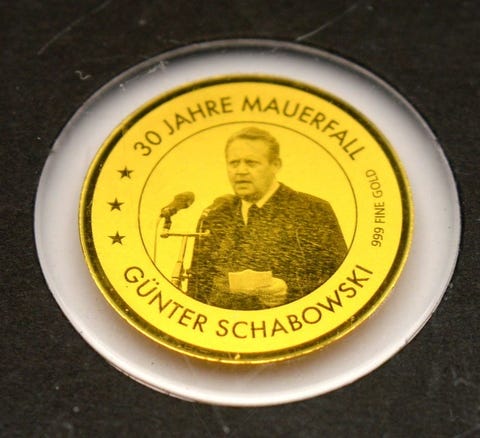 30 JAHRE MAUERFALL
999 FINE GOLD
GÜNTER SCHABOWSKI